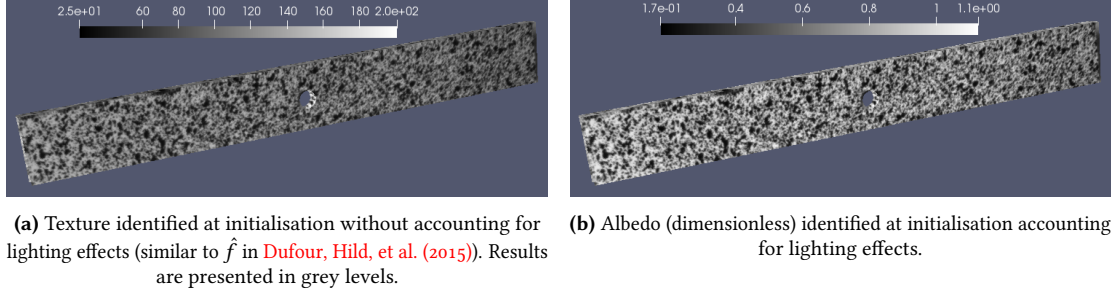 2.5e+01 60 80 100 120 140 160 180 2.0e+02
1.7e-01 0.4 0.6 0.8 1 1.1e+00
(a) Texture identified at initialisation without accounting for
lighting effects (similar to f̂ in Dufour, Hild, et al. (2015)). Results
are presented in grey levels.
(b) Albedo (dimensionless) identified at initialisation accounting
for lighting effects.